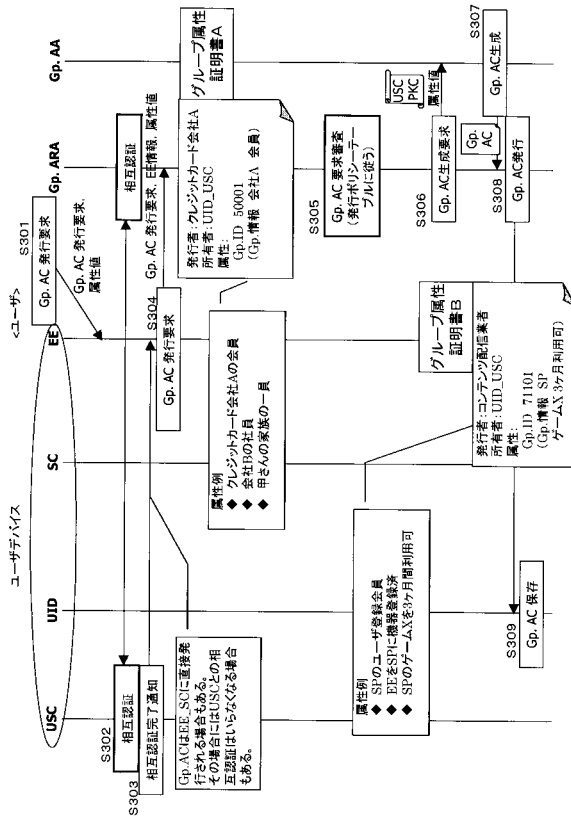 ユーザデバイス
<ユーザ>
USC
UID
SC
EE
Gp. ARA
Gp. AA
S301
Gp. AC 発行要求
Gp. AC 発行要求,
属性値
S302
相互認証
相互認証
S303
相互認証完了通知
S304
Gp. AC 発行要求
Gp. AC 発行要求, EE情報, 属性値
Gp.ACはEE_SCに直接発
行される場合もある。
その場合にはUSCとの相
互認証はいらなくなる場合
もある。
属性例
◆ クレジットカード会社Aの会員
◆ 会社Bの社員
◆ 甲さんの家族の一員
グループ属性
証明書A
発行者:クレジットカード会社A
所有者:UID_USC
属性:
Gp.ID 50001
(Gp.情報 会社A 会員)
S305
Gp. AC 要求審査
(発行ポリシーテー
ブルに従う)
属性例
◆ SPのユーザ登録会員
◆ EEをSPに機器登録済
◆ SPのゲームXを3ヶ月間利用可
グループ属性
証明書B
発行者:コンテンツ配信業者
所有者:UID_USC
属性:
Gp.ID 71101
(Gp.情報 SP
ゲームX 3ヶ月利用可)
S306
Gp. AC生成要求
USC
PKC
属性値
S307
Gp. AC生成
Gp.
AC
S308
Gp. AC発行
S309
Gp. AC 保存